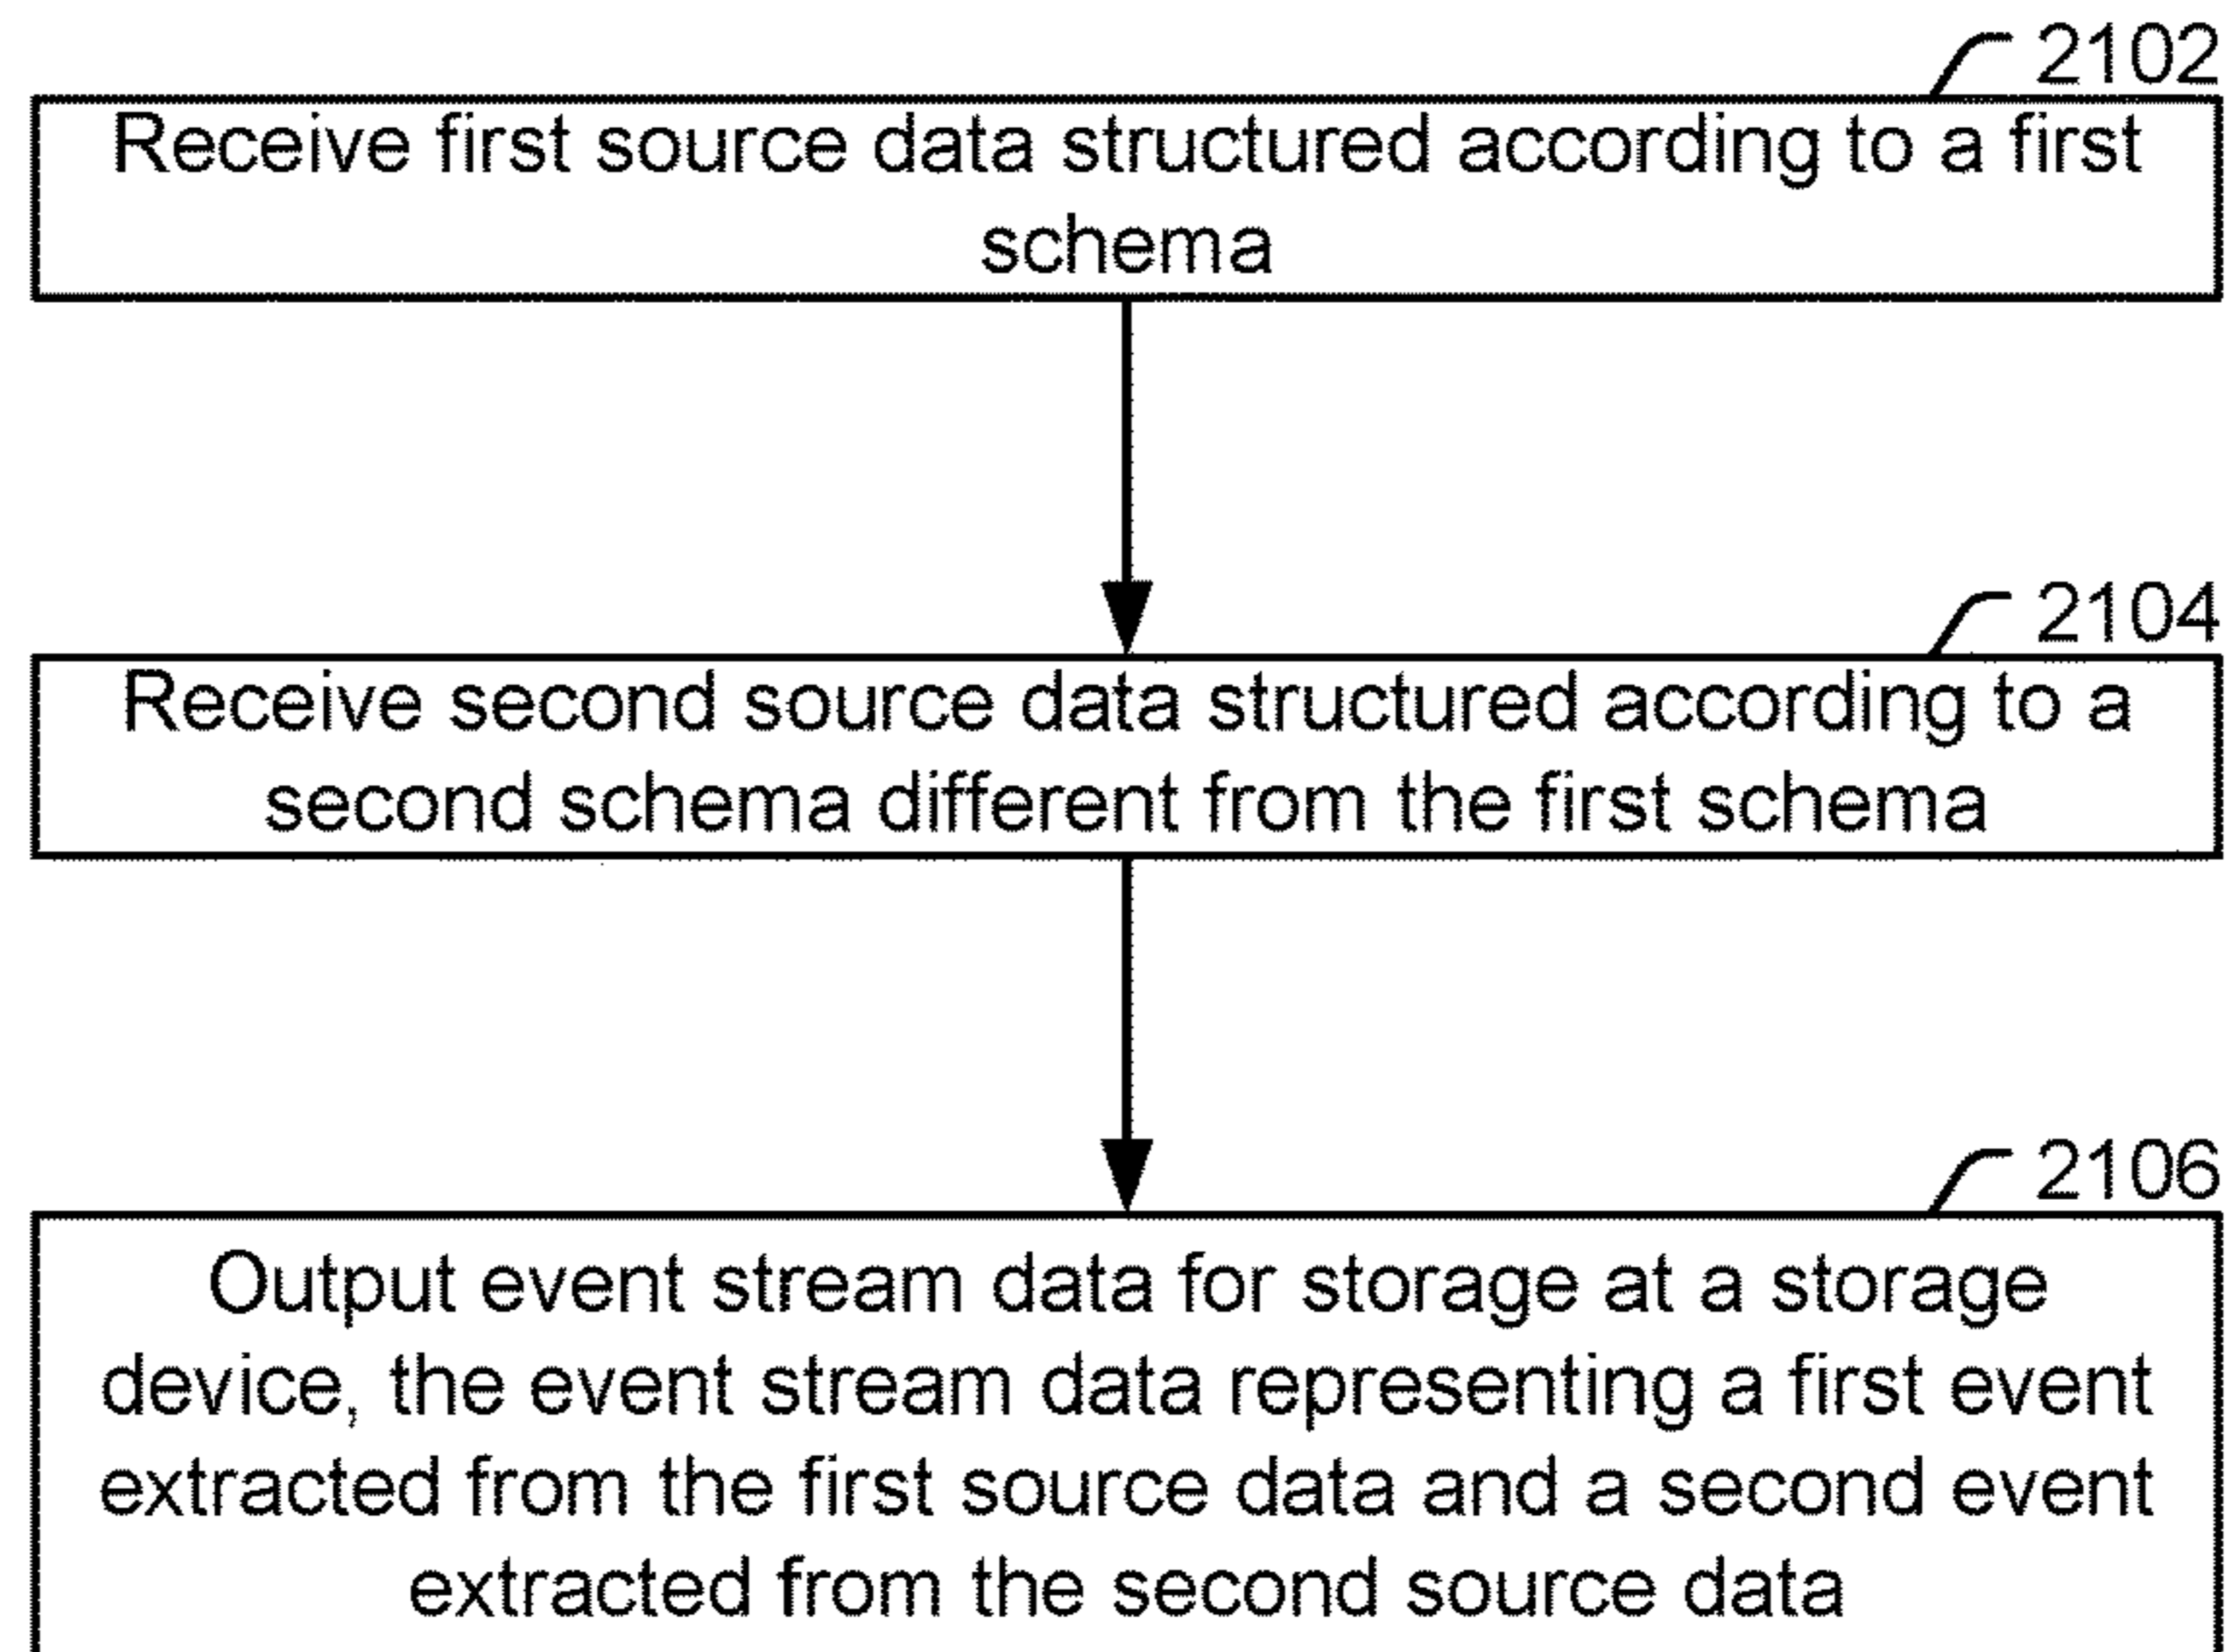 2102
Receive first source data structured according to a first
schema
2104
Receive second source data structured according to a
second schema different from the first schema
2106
Output event stream data for storage at a storage
device, the event stream data representing a first event
extracted from the first source data and a second event
extracted from the second source data